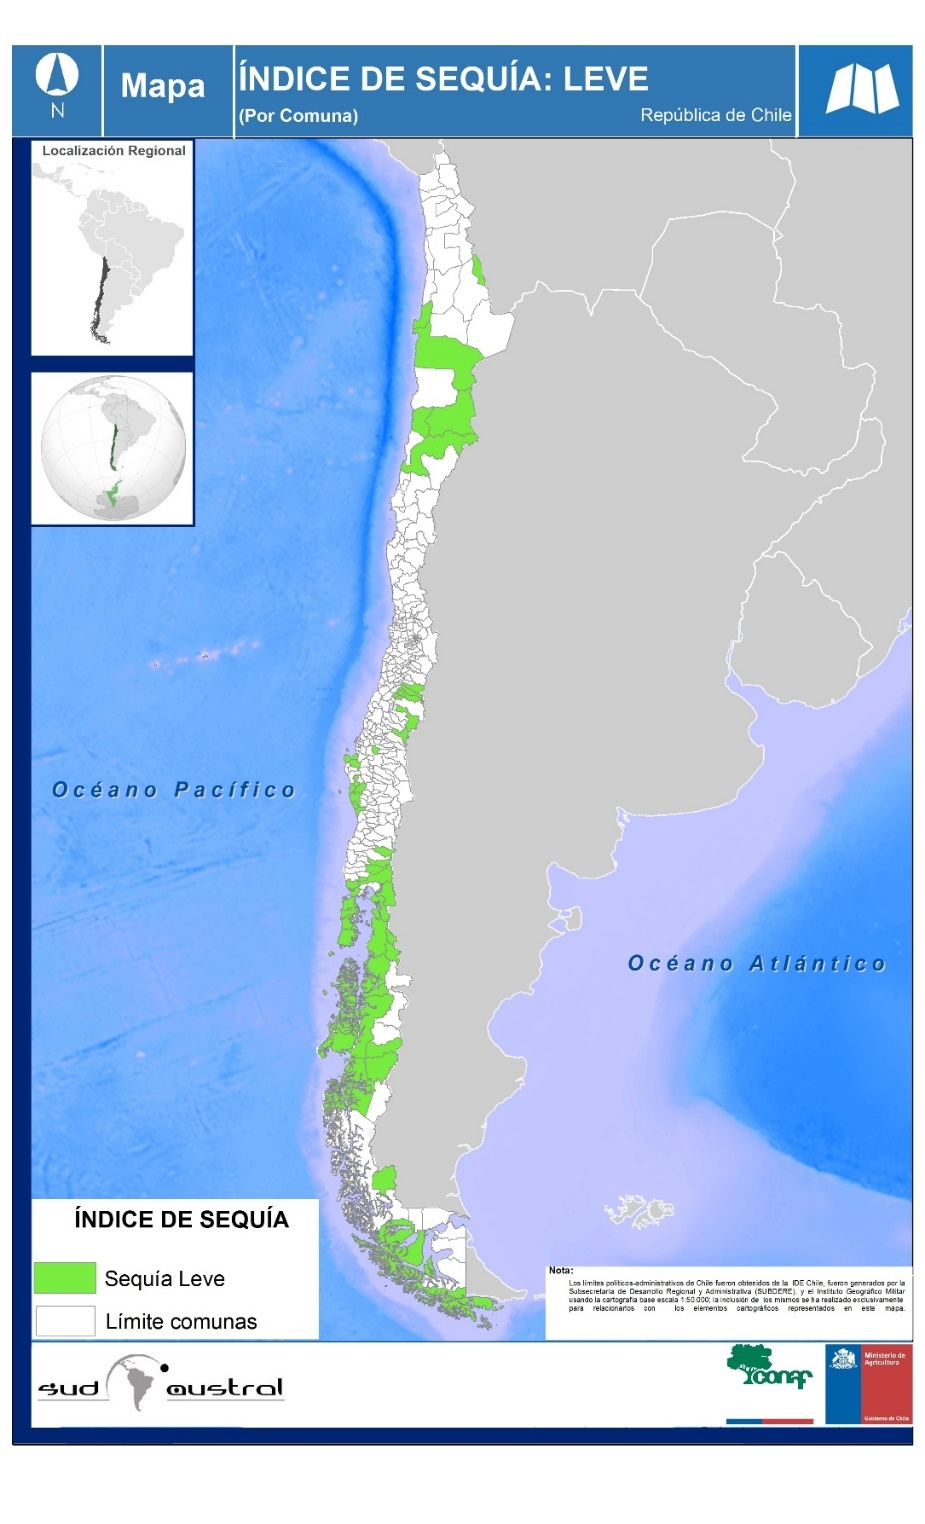 N
Mapa
ÍNDICE DE SEQUÍA: LEVE
(Por Comuna)
República de Chile
Localización Regional
Océano Pacífico
Océano Atlántico
ÍNDICE DE SEQUÍA
Sequía Leve
Límite comunas
Nota:
Los límites políticos-administrativos de Chile fueron obtenidos de la IDE Chile, fueron generados por la
Subsecretaria de Desarrollo Regional y Administrativa (SUBDERE), y el Instituto Geográfico Militar
usando la cartografía base escala 1:50.000; la inclusión de los mismos se ha realizado exclusivamente
para relacionarlos con los elementos cartográficos representados en este mapa.
sud austral
conaf
Ministerio de
Agricultura
Gobierno de Chile